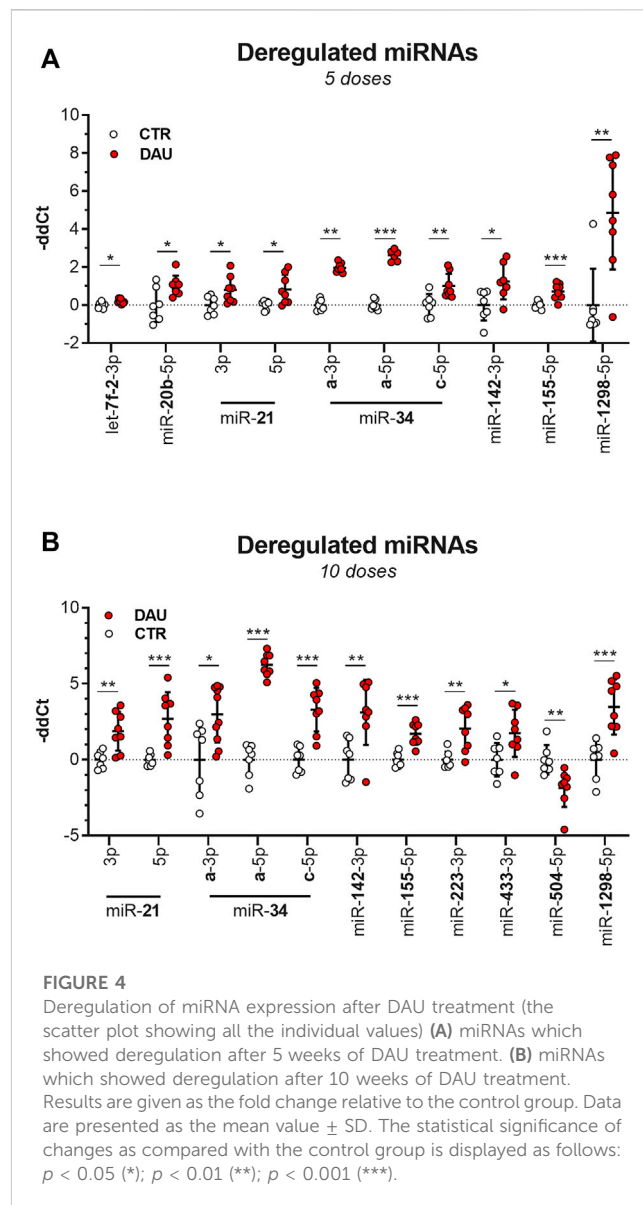 A
Deregulated miRNAs
5 doses
CTR
DAU
-ddCt
10
8
6
4
2
0
-2
* * * * ** *** ** * *** **
let-7f-2-3p
miR-20b-5p
3p
5p
miR-21
a-3p
a-5p
c-5p
miR-34
miR-142-3p
miR-155-5p
miR-1298-5p
B
Deregulated miRNAs
10 doses
DAU
CTR
-ddCt
10
5
0
-5
** *** * *** *** ** *** ** * ** ***
3p
5p
miR-21
a-3p
a-5p
c-5p
miR-34
miR-142-3p
miR-155-5p
miR-223-3p
miR-433-3p
miR-504-5p
miR-1298-5p
FIGURE 4
Deregulation of miRNA expression after DAU treatment (the
scatter plot showing all the individual values) (A) miRNAs which
showed deregulation after 5 weeks of DAU treatment. (B) miRNAs
which showed deregulation after 10 weeks of DAU treatment.
Results are given as the fold change relative to the control group. Data
are presented as the mean value ± SD. The statistical significance of
changes as compared with the control group is displayed as follows:
p < 0.05 (*); p < 0.01 (**); p < 0.001 (***).